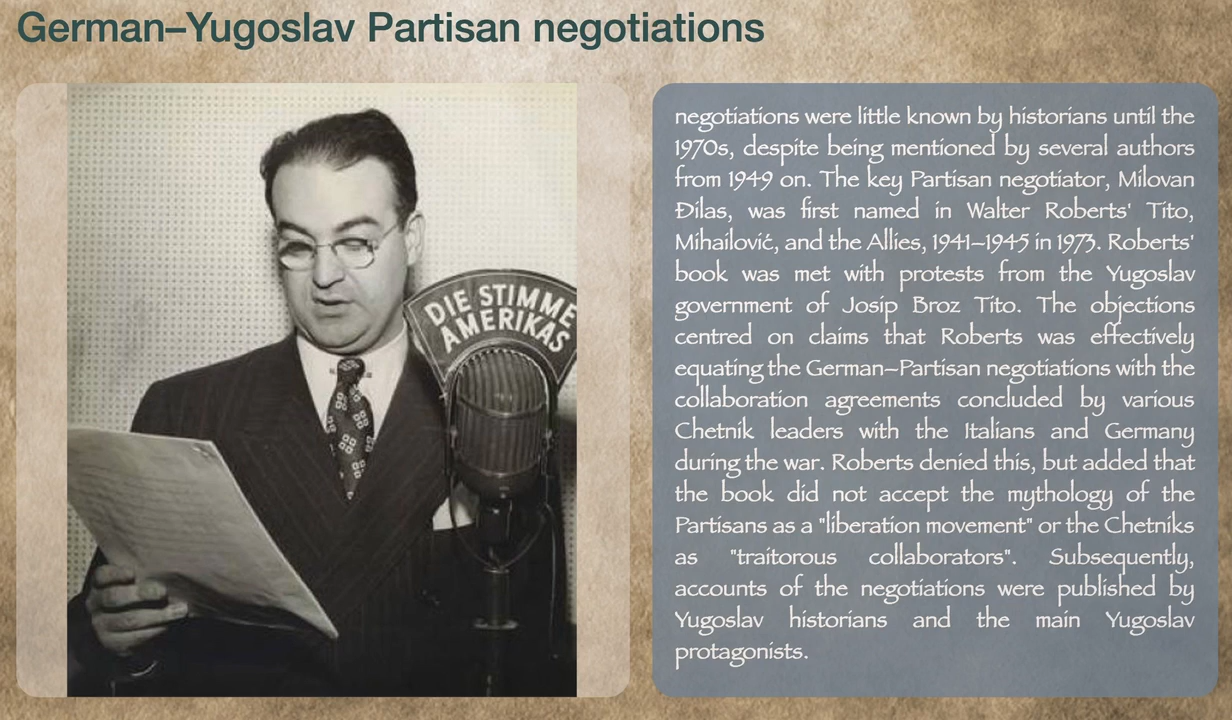 German–Yugoslav Partisan negotiations
DIE STIMME
AMERIKAS
negotiations were little known by historians until the
1970s, despite being mentioned by several authors
from 1949 on. The key Partisan negotiator, Milovan
Đilas, was first named in Walter Roberts' Tito,
Mihailović, and the Allies, 1941–1945 in 1973. Roberts'
book was met with protests from the Yugoslav
government of Josip Broz Tito. The objections
centred on claims that Roberts was effectively
equating the German–Partisan negotiations with the
collaboration agreements concluded by various
Chetnik leaders with the Italians and Germany
during the war. Roberts denied this, but added that
the book did not accept the mythology of the
Partisans as a "liberation movement" or the Chetniks
as "traitorous collaborators". Subsequently,
accounts of the negotiations were published by
Yugoslav historians and the main Yugoslav
protagonists.